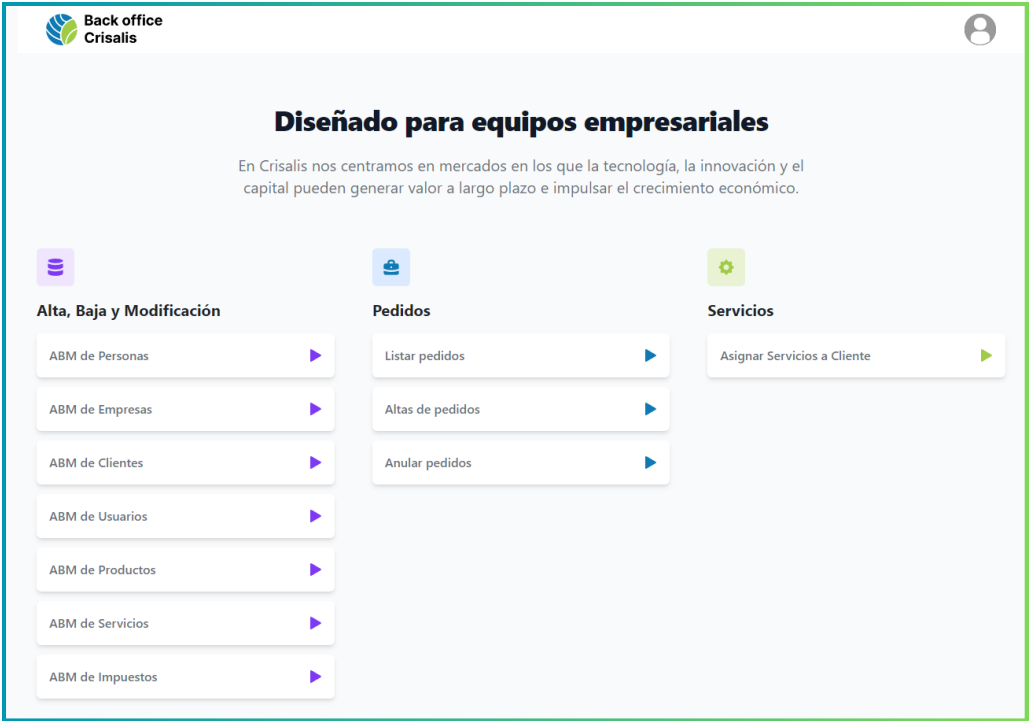 Back office
Crisalis
Diseñado para equipos empresariales
En Crisalis nos centramos en mercados en los que la tecnología, la innovación y el
capital pueden generar valor a largo plazo e impulsar el crecimiento económico.
Alta, Baja y Modificación
ABM de Personas
ABM de Empresas
ABM de Clientes
ABM de Usuarios
ABM de Productos
ABM de Servicios
ABM de Impuestos
Pedidos
Listar pedidos
Altas de pedidos
Anular pedidos
Servicios
Asignar Servicios a Cliente